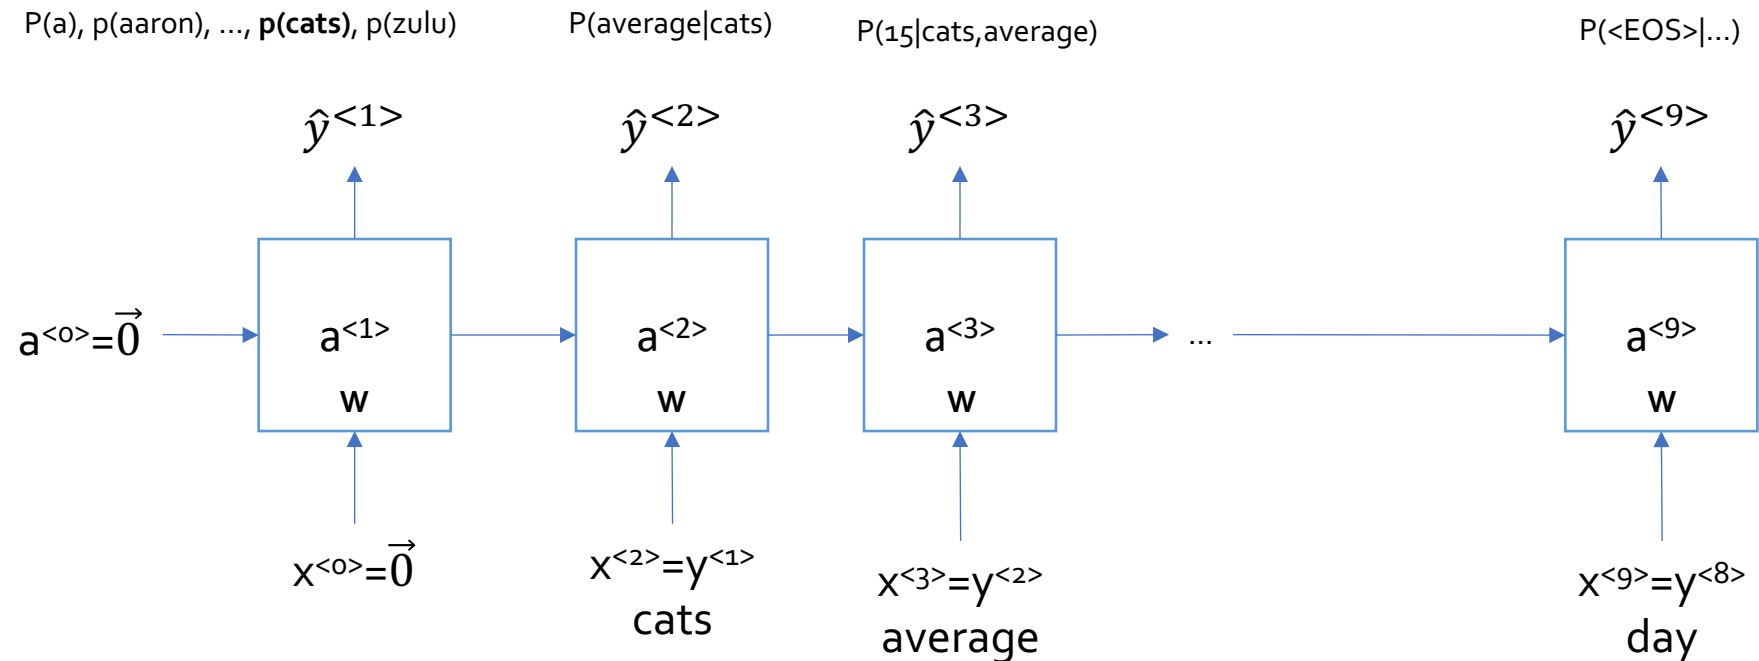 P(a), p(aaron), ..., p(cats), p(zulu)
P(average|cats)
P(15|cats,average)
P(<EOS>|...)
ŷ<1>
ŷ<2>
ŷ<3>
ŷ<9>
a<0>=0⃗
a<1>
w
a<2>
w
a<3>
w
...
a<9>
w
x<0>=0⃗
x<2>=y<1>
cats
x<3>=y<2>
average
x<9>=y<8>
day